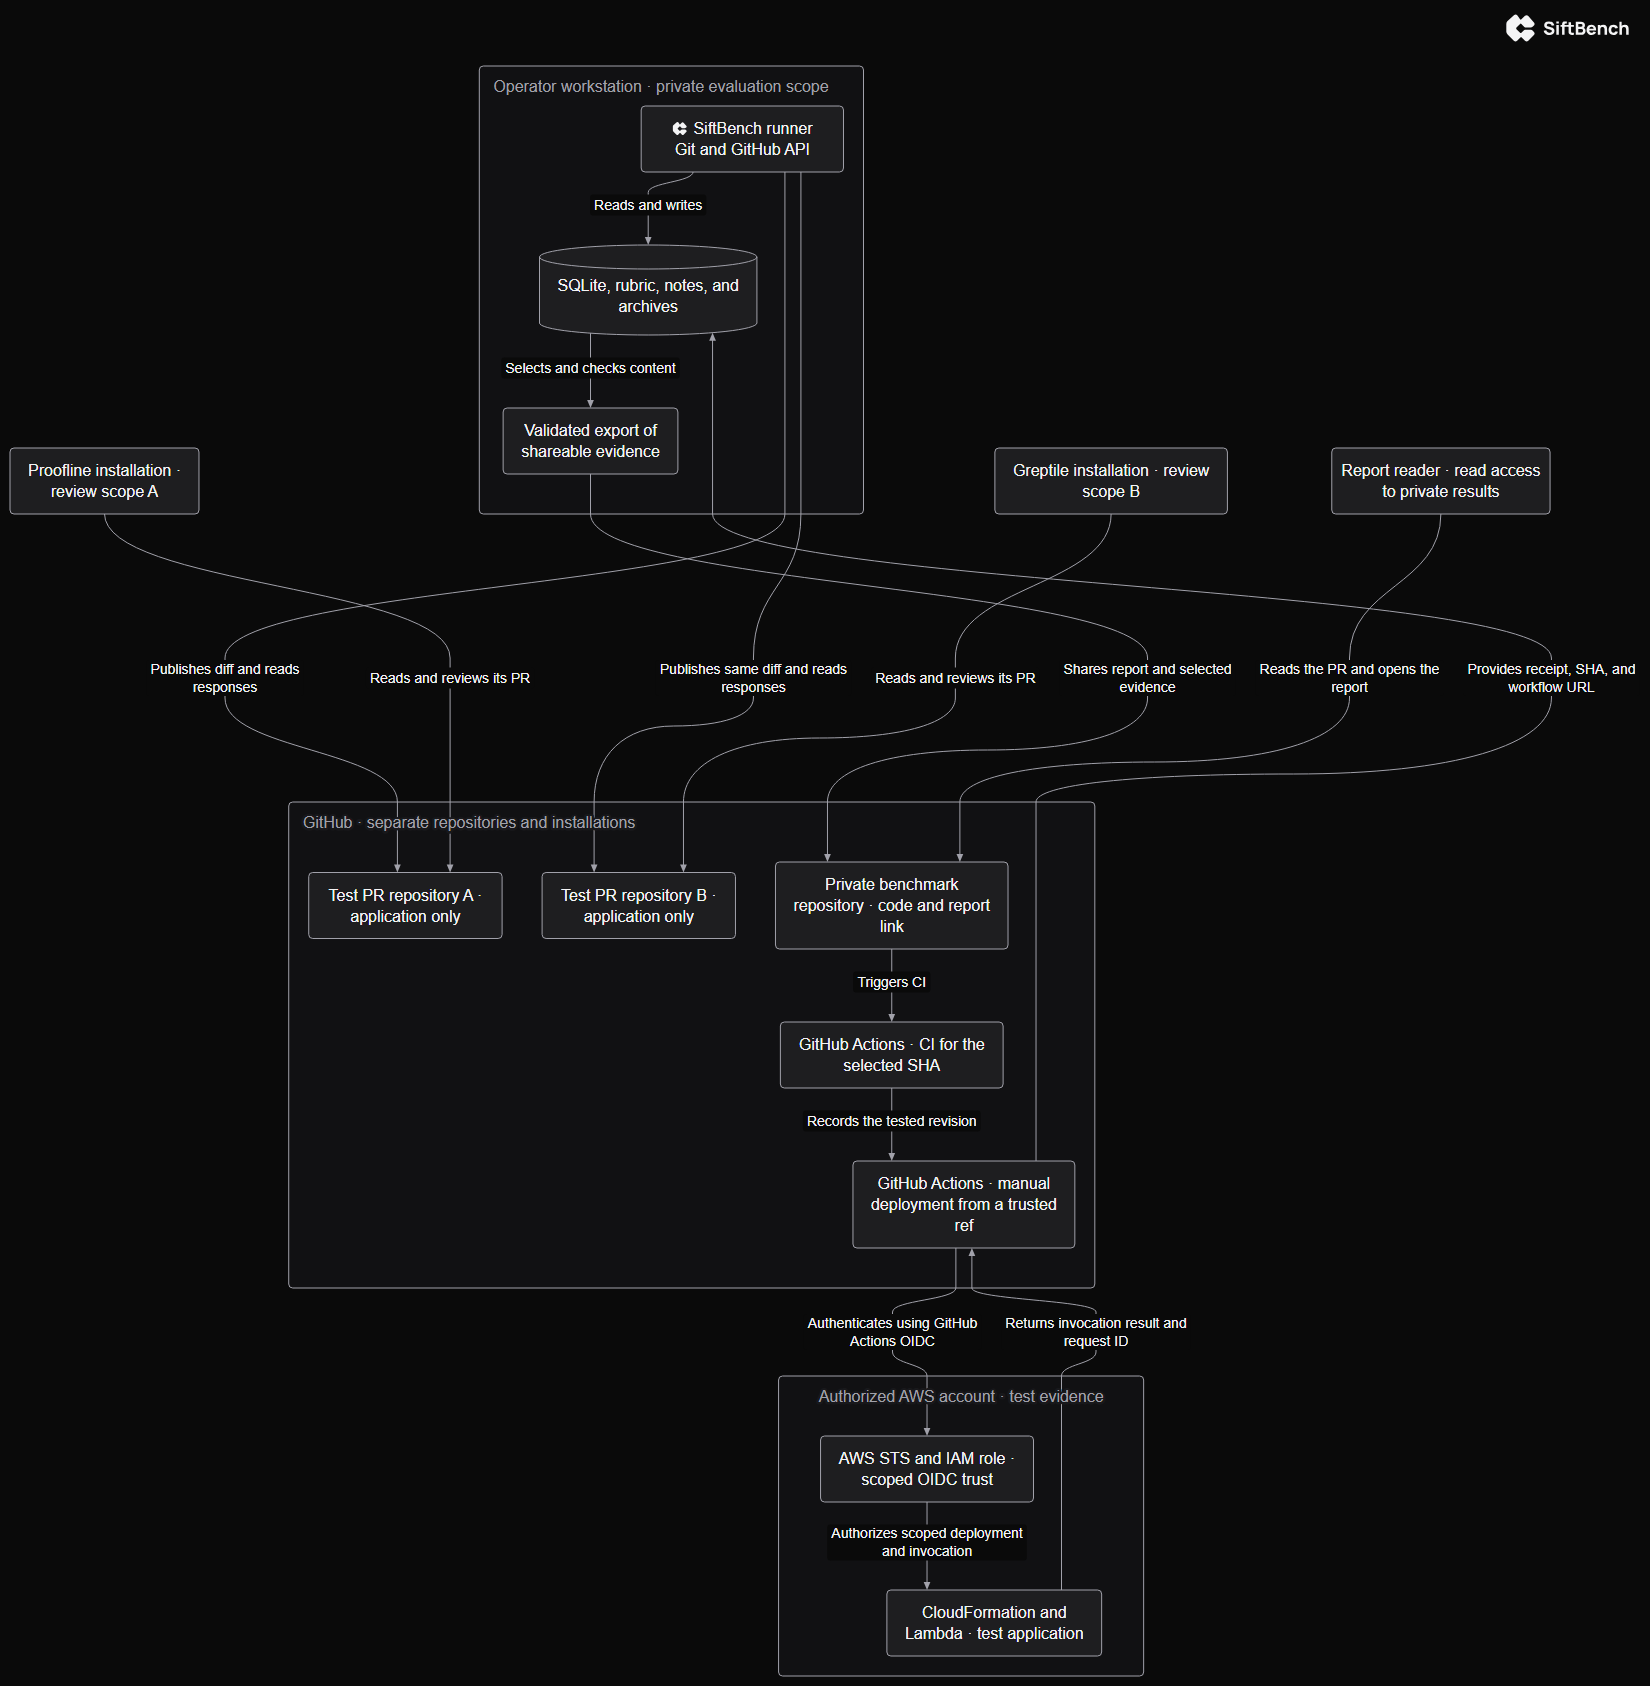 SiftBench
Operator workstation · private evaluation scope
SiftBench runner
Git and GitHub API
Reads and writes
SQLite, rubric, notes, and
archives
Selects and checks content
Validated export of
shareable evidence
Proofline installation ·
review scope A
Greptile installation · review
scope B
Report reader · read access
to private results
Publishes diff and reads
responses
Reads and reviews its PR
Publishes same diff and reads
responses
Reads and reviews its PR
Shares report and selected
evidence
Reads the PR and opens the
report
Provides receipt, SHA, and
workflow URL
GitHub · separate repositories and installations
Test PR repository A ·
application only
Test PR repository B ·
application only
Private benchmark
repository · code and report
link
Triggers CI
GitHub Actions · CI for the
selected SHA
Records the tested revision
GitHub Actions · manual
deployment from a trusted
ref
Authenticates using GitHub
Actions OIDC
Returns invocation result and
request ID
Authorized AWS account · test evidence
AWS STS and IAM role ·
scoped OIDC trust
Authorizes scoped deployment
and invocation
CloudFormation and
Lambda · test application